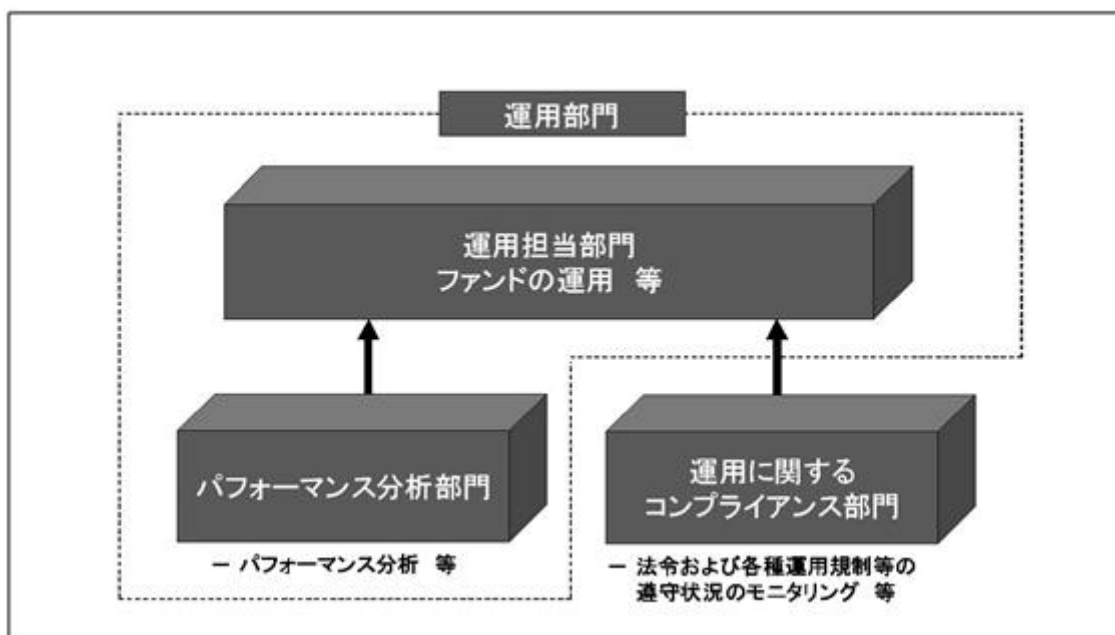 運用部門
運用担当部門
ファンドの運用 等
パフォーマンス分析部門
− パフォーマンス分析 等
運用に関する
コンプライアンス部門
− 法令および各種運用規制等の
遵守状況のモニタリング 等